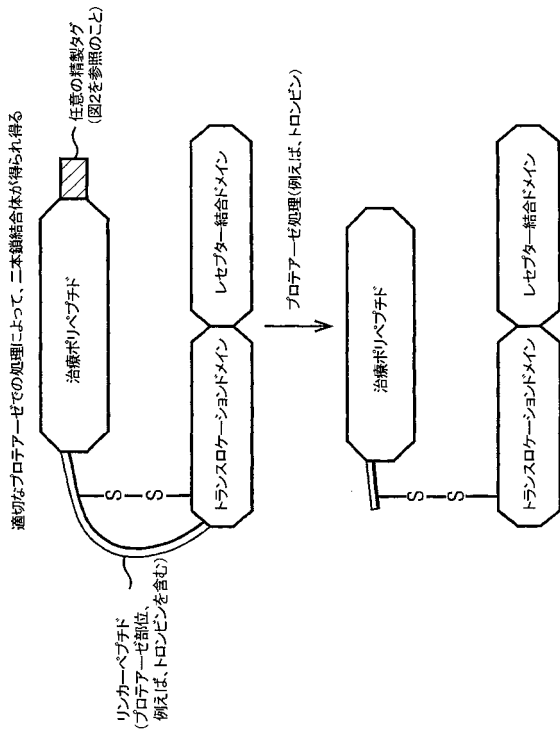 適切なプロテアーゼでの処理によって、二本鎖結合体が得られ得る
任意の精製タグ
(図2を参照のこと)
治療ポリペプチド
S
S
リンカーペプチド
(プロテアーゼ部位、
例えば、トロンビンを含む)
トランスロケーションドメイン
レセプター結合ドメイン
プロテアーゼ処理(例えば、トロンビン)
治療ポリペプチド
S
S
トランスロケーションドメイン
レセプター結合ドメイン